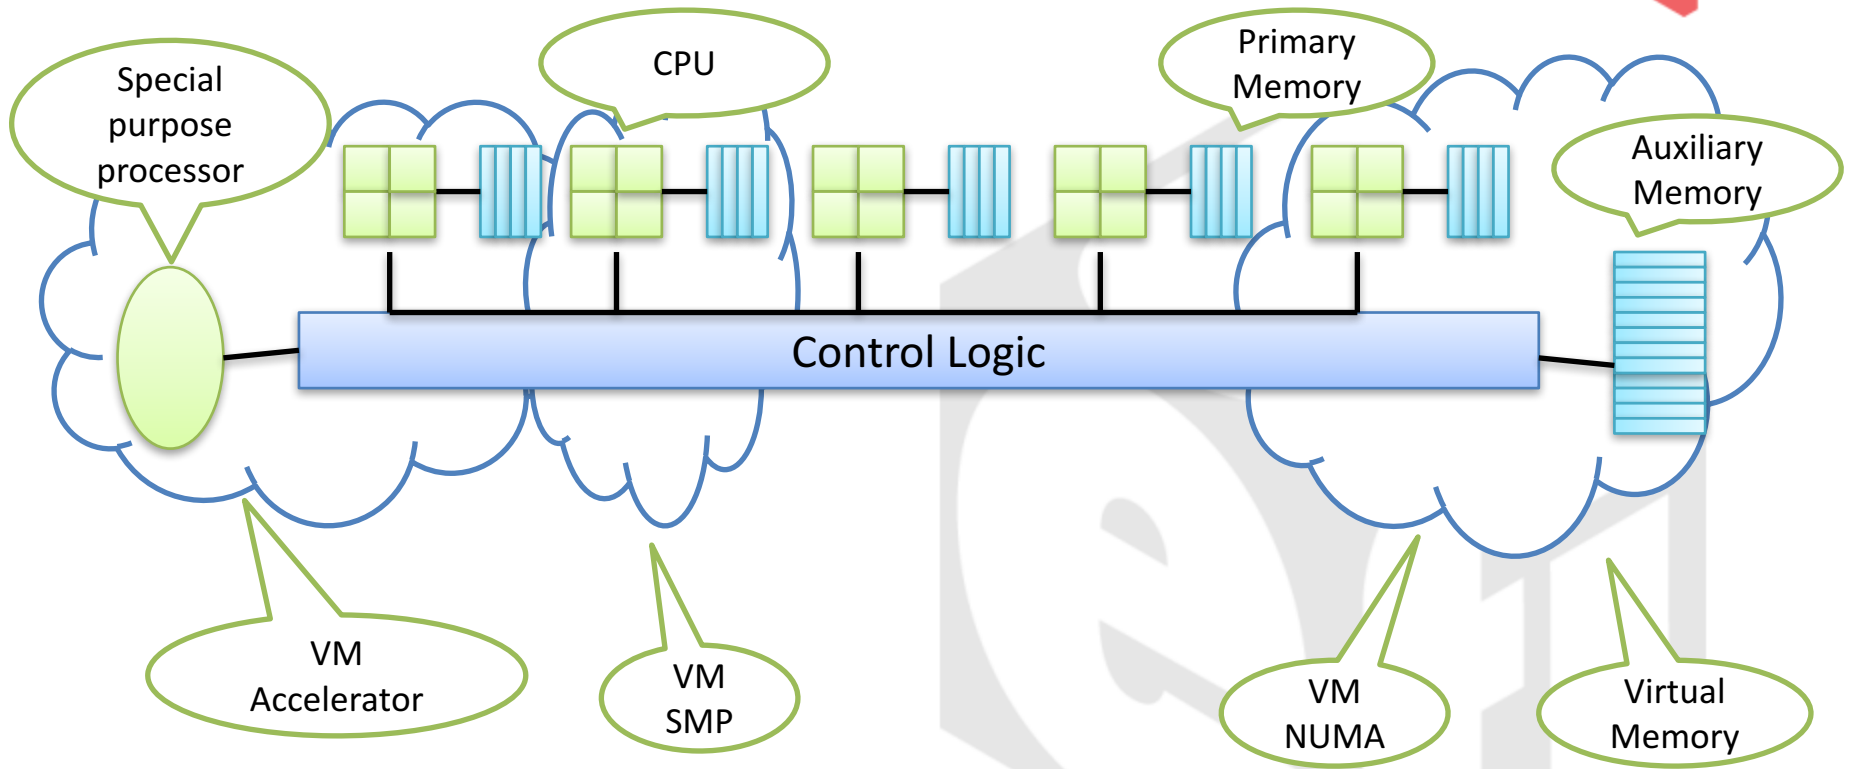 Special
purpose
processor
CPU
Primary
Memory
Auxiliary
Memory
Control Logic
VM
Accelerator
VM
SMP
VM
NUMA
Virtual
Memory